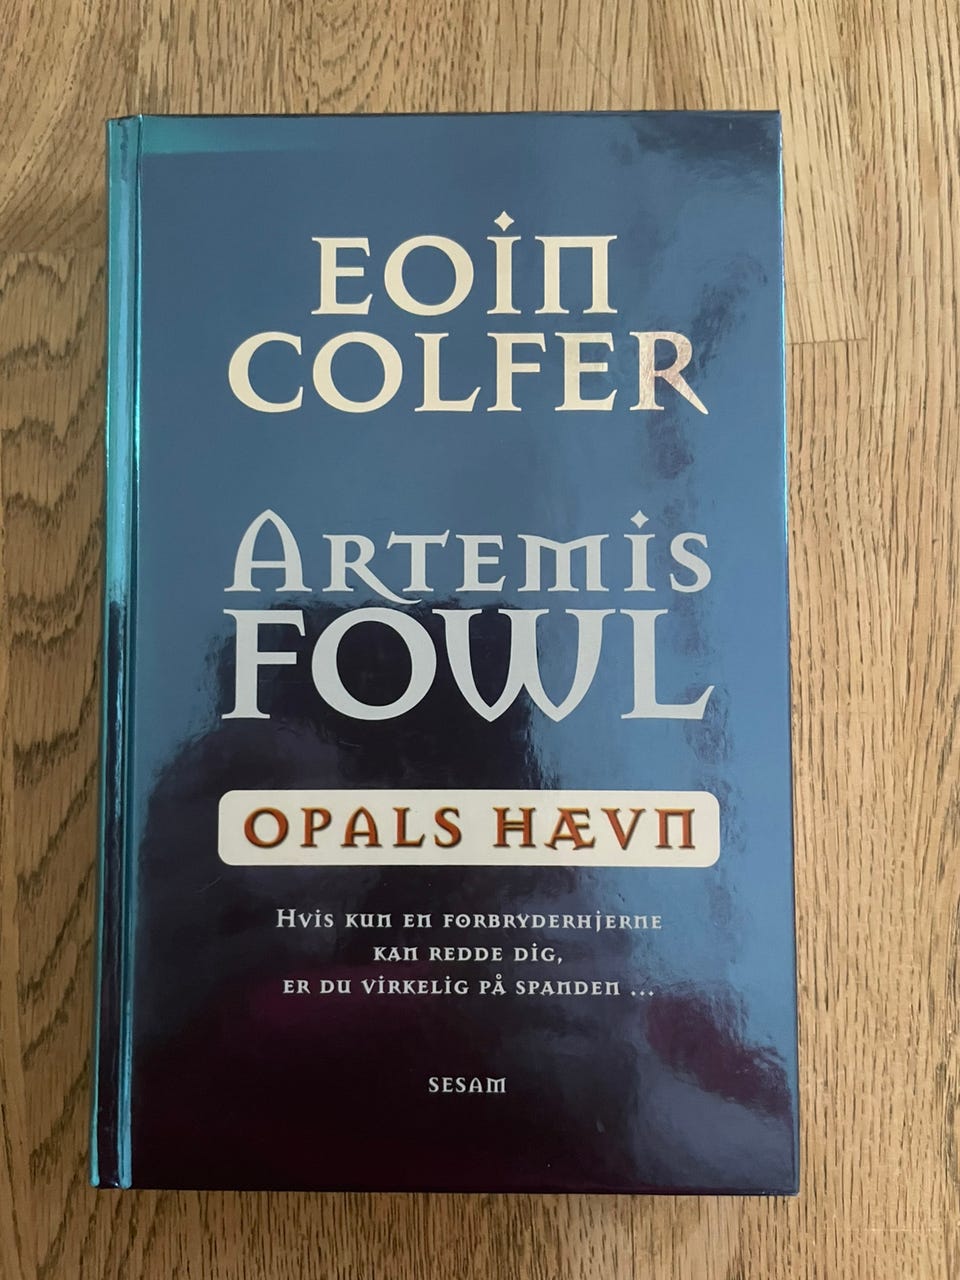 Eoin
Colfer
Artemis
Fowl
Opals Hævn
Hvis kun en forbryderhjerne
kan redde dig,
er du virkelig på spanden ...
Sesam